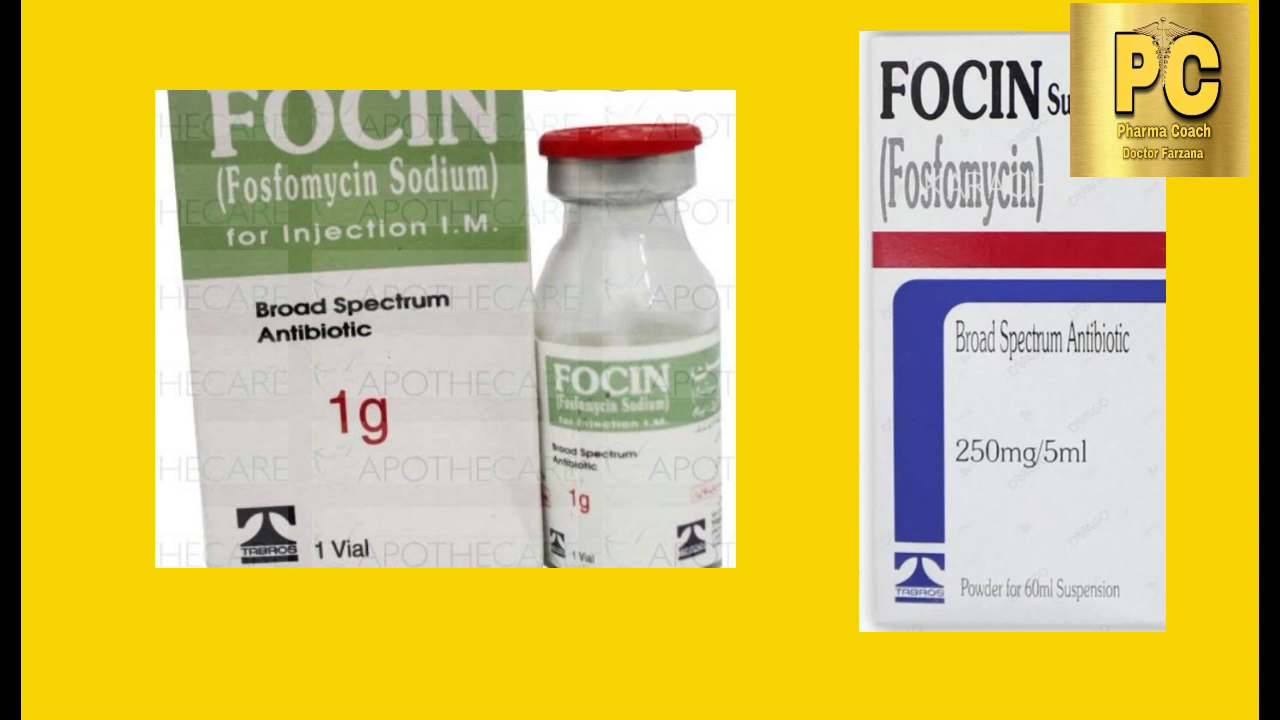 FOCIN
(Fosfomycin Sodium)
for Injection I.M.
Broad Spectrum
Antibiotic
1g
TABROS
1 Vial
FOCIN
(Fosfomycin Sodium)
for Injection I.M.
Broad Spectrum
Antibiotic
1g
1 Vial
APOTHECARE
FOCIN Su
(Fosfomycin)
Broad Spectrum Antibiotic
250mg/5ml
TABROS
Powder for 60ml Suspension
PC
Pharma Coach
Doctor Farzana